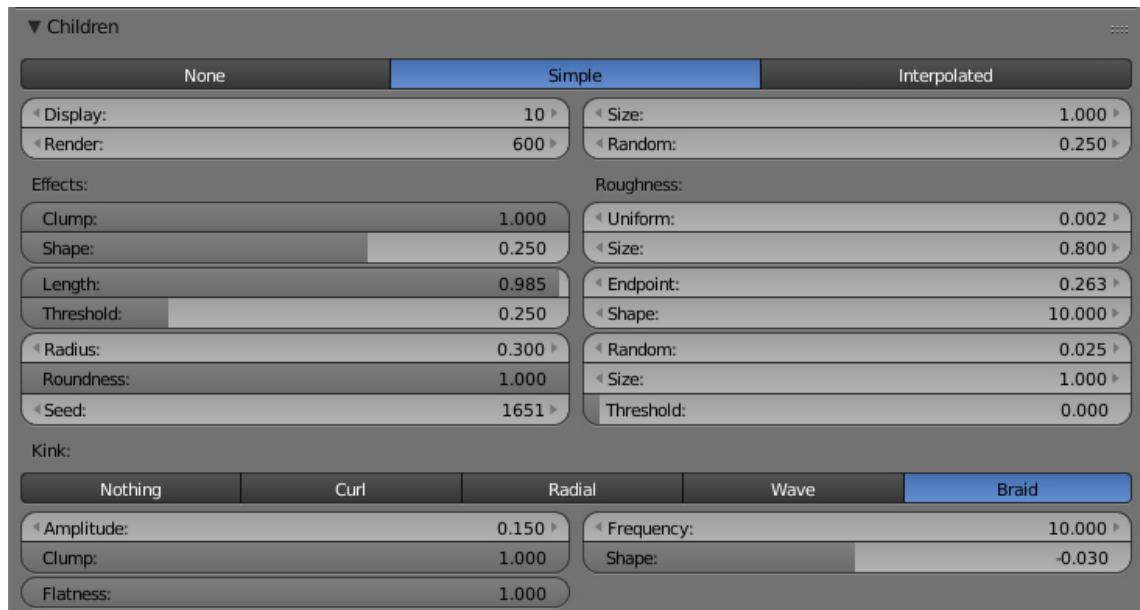 Children
None Simple Interpolated
Display: 10 Size: 1.000
Render: 600 Random: 0.250
Effects: Roughness:
Clump: 1.000 Uniform: 0.002
Shape: 0.250 Size: 0.800
Length: 0.985 Endpoint: 0.263
Threshold: 0.250 Shape: 10.000
Radius: 0.300 Random: 0.025
Roundness: 1.000 Size: 1.000
Seed: 1651 Threshold: 0.000
Kink:
Nothing Curl Radial Wave Braid
Amplitude: 0.150 Frequency: 10.000
Clump: 1.000 Shape: -0.030
Flatness: 1.000